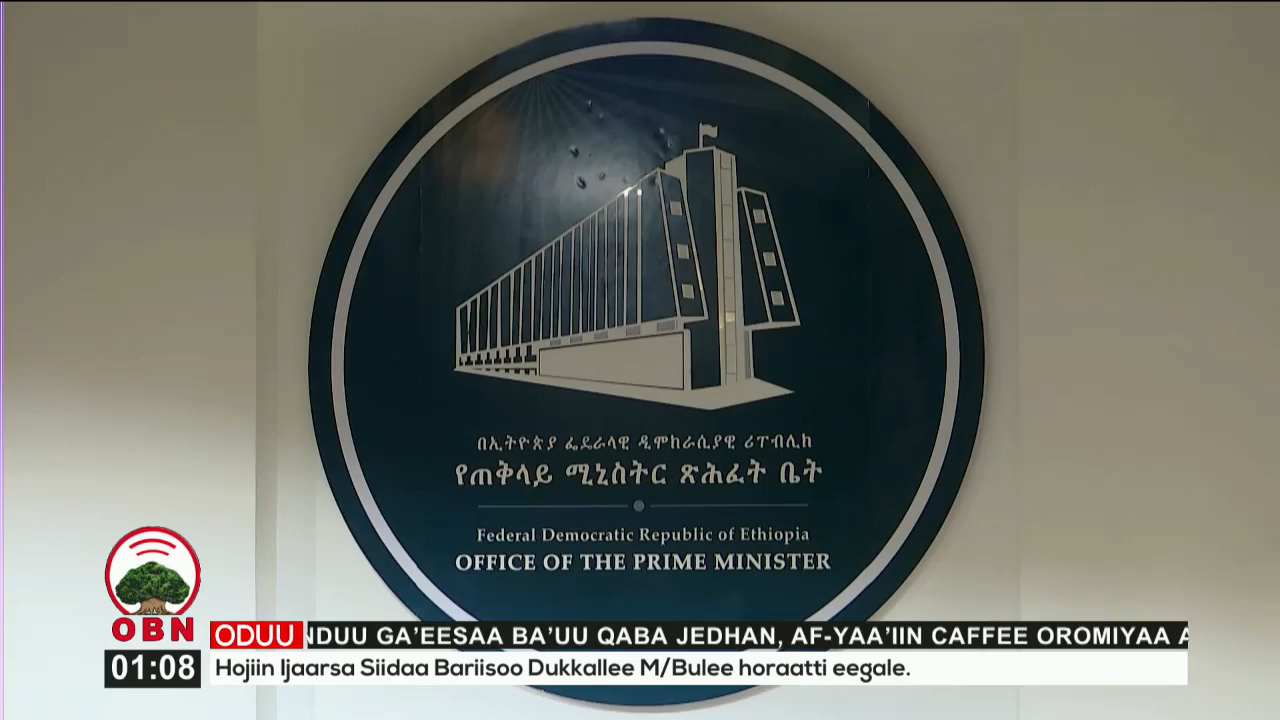 በኢትዮጵያ ፌደራላዊ ዲሞክራሲያዊ ሪፐብሊክ
የጠቅላይ ሚኒስትር ጽሕፈት ቤት
Federal Democratic Republic of Ethiopia
OFFICE OF THE PRIME MINISTER
OBN
ODUU NDUU GA’EESAA BA’UU QABA JEDHAN, AF-YAA’IIN CAFFEE OROMIYAA A
01:08 Hojiin Ijaarsa Siidaa Bariisoo Dukkallee M/Bulee horaatti eegale.